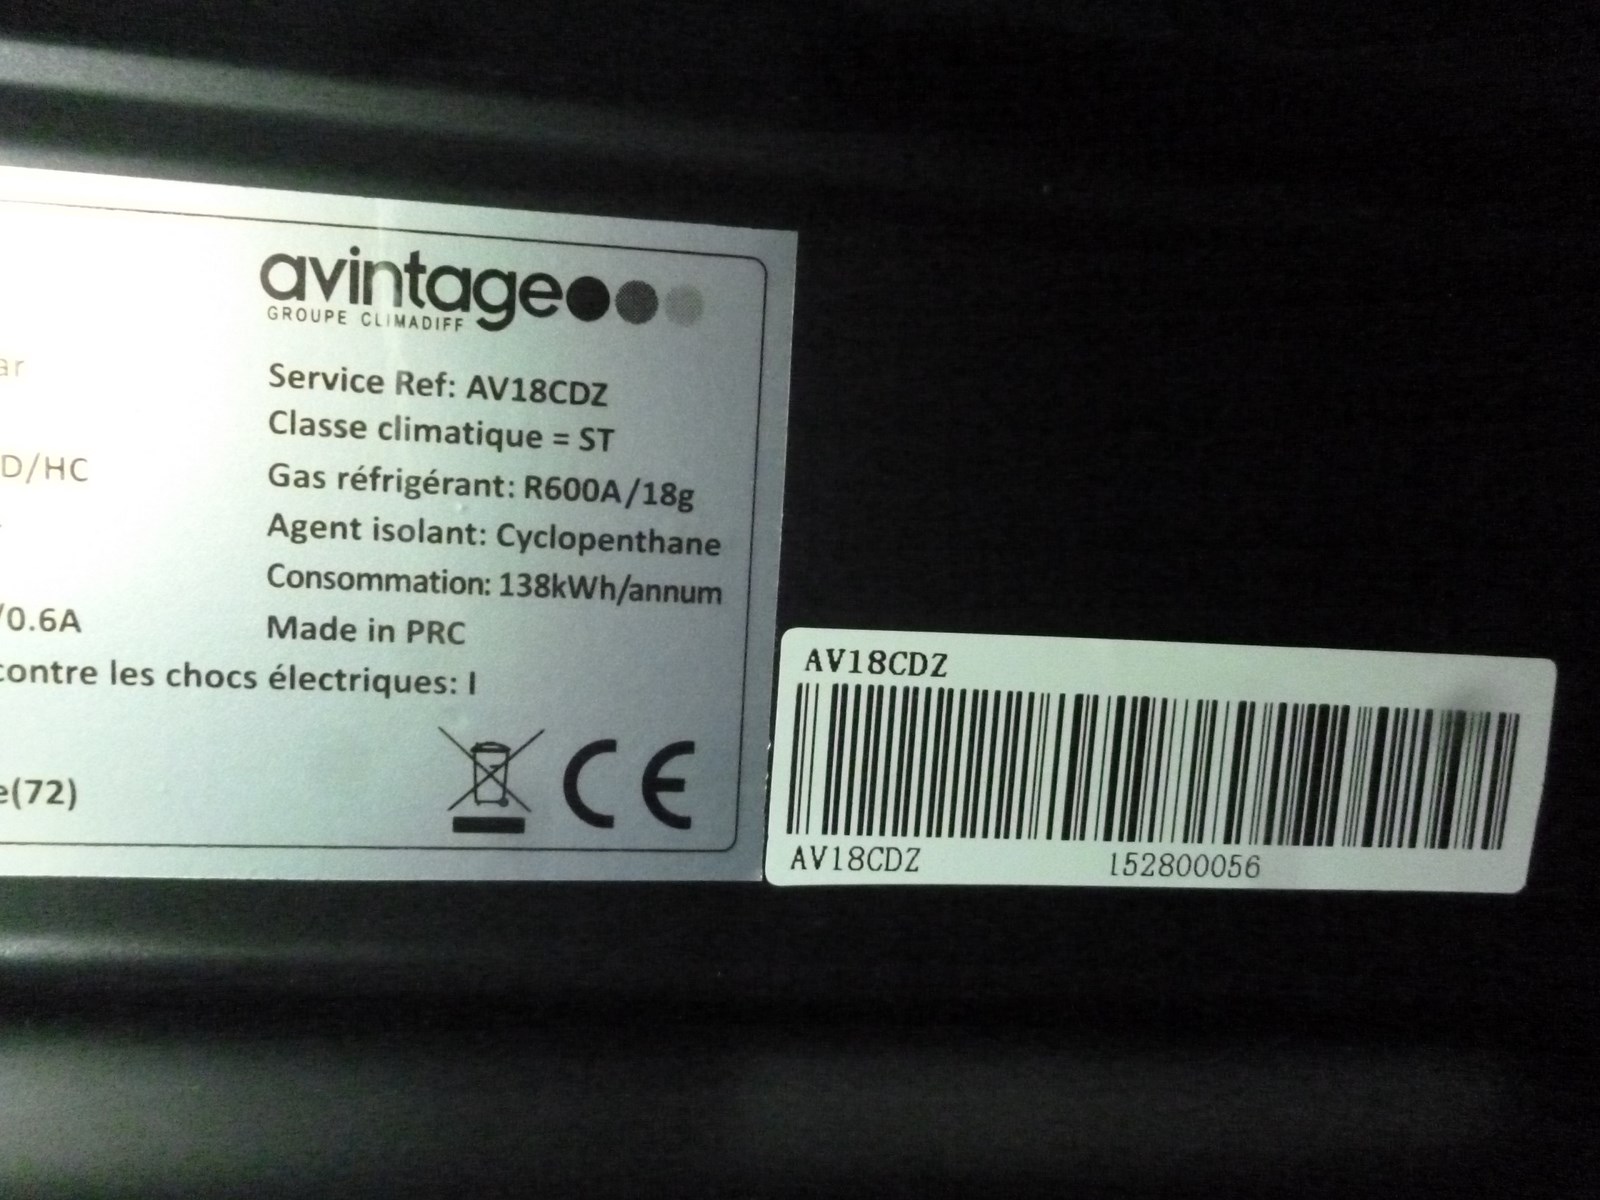 avintage
GROUPE CLIMADIFF
ar
Service Ref: AV18CDZ
Classe climatique = ST
D/HC
Gas réfrigérant: R600A/18g
Agent isolant: Cyclopenthane
Consommation: 138kWh/annum
/0.6A
Made in PRC
contre les chocs électriques: I
e(72)
CE
AV18CDZ
AV18CDZ 152800056